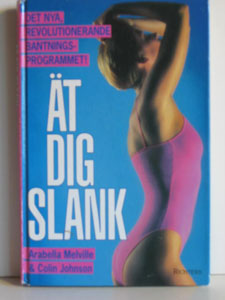 DET NYA,
REVOLUTIONERANDE
BANTNINGS-
PROGRAMMET!
ÄT
DIG
SLANK
Arabella Melville
& Colin Johnson